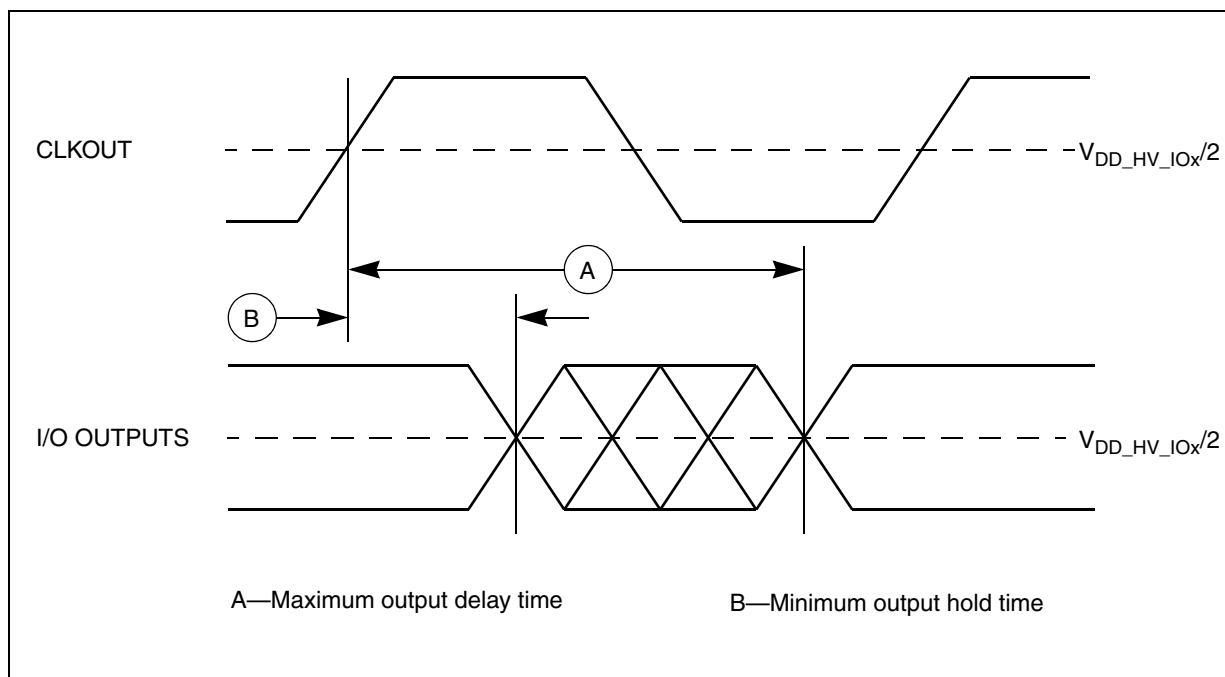 CLKOUT
V_DD_HV_IOx/2
A
B
I/O OUTPUTS
V_DD_HV_IOx/2
A—Maximum output delay time
B—Minimum output hold time